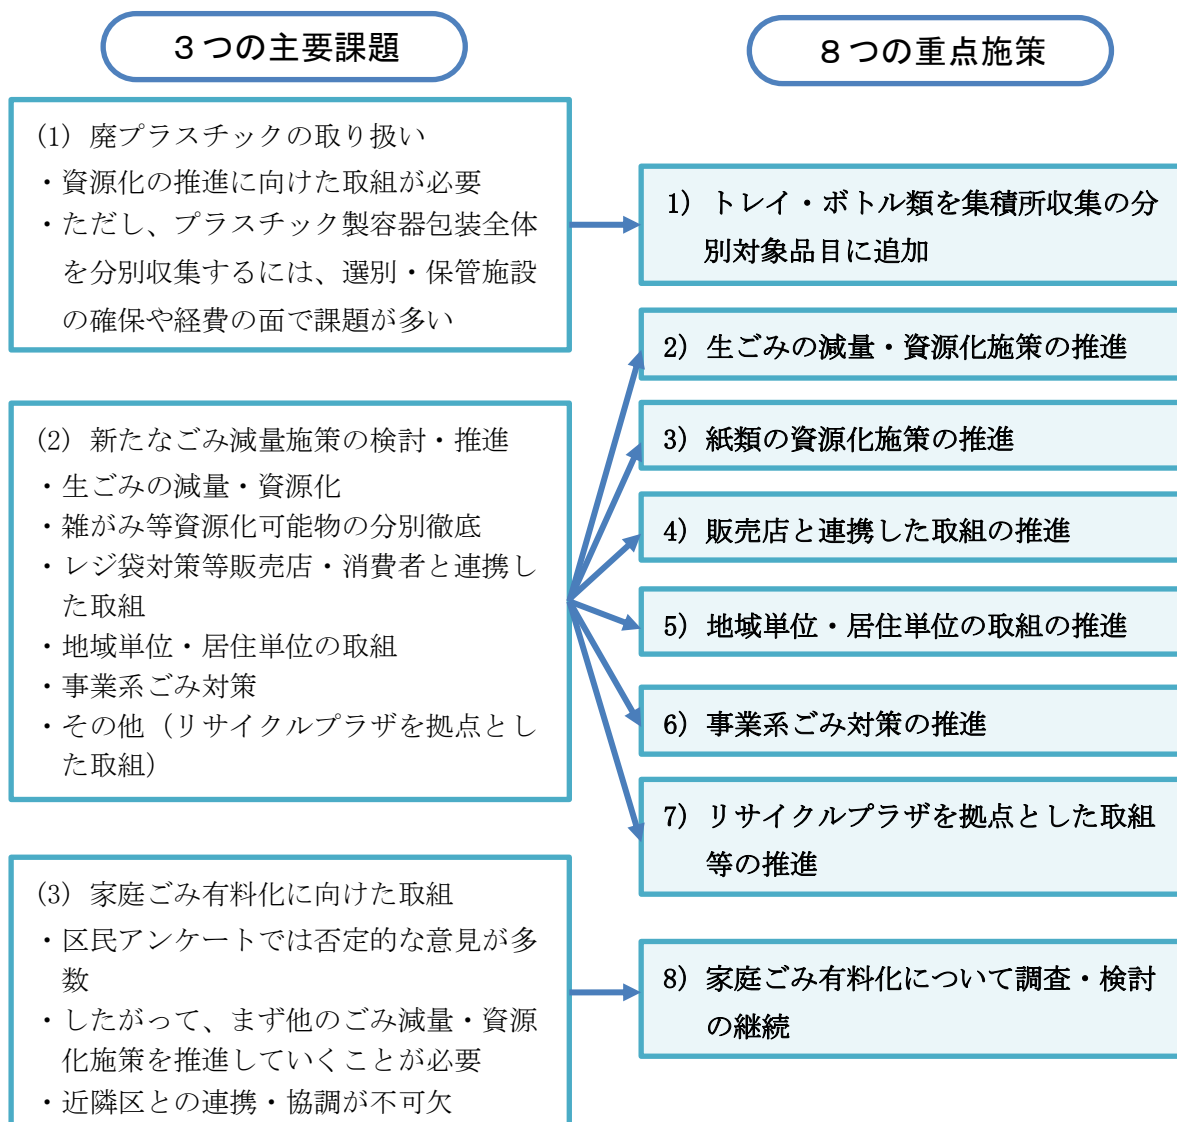 3つの主要課題
8つの重点施策
(1) 廃プラスチックの取り扱い
・資源化の推進に向けた取組が必要
・ただし、プラスチック製容器包装全体
を分別収集するには、選別・保管施設
の確保や経費の面で課題が多い
(2) 新たなごみ減量施策の検討・推進
・生ごみの減量・資源化
・雑がみ等資源化可能物の分別徹底
・レジ袋対策等販売店・消費者と連携し
た取組
・地域単位・居住単位の取組
・事業系ごみ対策
・その他（リサイクルプラザを拠点とし
た取組）
(3) 家庭ごみ有料化に向けた取組
・区民アンケートでは否定的な意見が多
数
・したがって、まず他のごみ減量・資源
化施策を推進していくことが必要
・近隣区との連携・協調が不可欠
1) トレイ・ボトル類を集積所収集の分
別対象品目に追加
2) 生ごみの減量・資源化施策の推進
3) 紙類の資源化施策の推進
4) 販売店と連携した取組の推進
5) 地域単位・居住単位の取組の推進
6) 事業系ごみ対策の推進
7) リサイクルプラザを拠点とした取組
等の推進
8) 家庭ごみ有料化について調査・検討
の継続